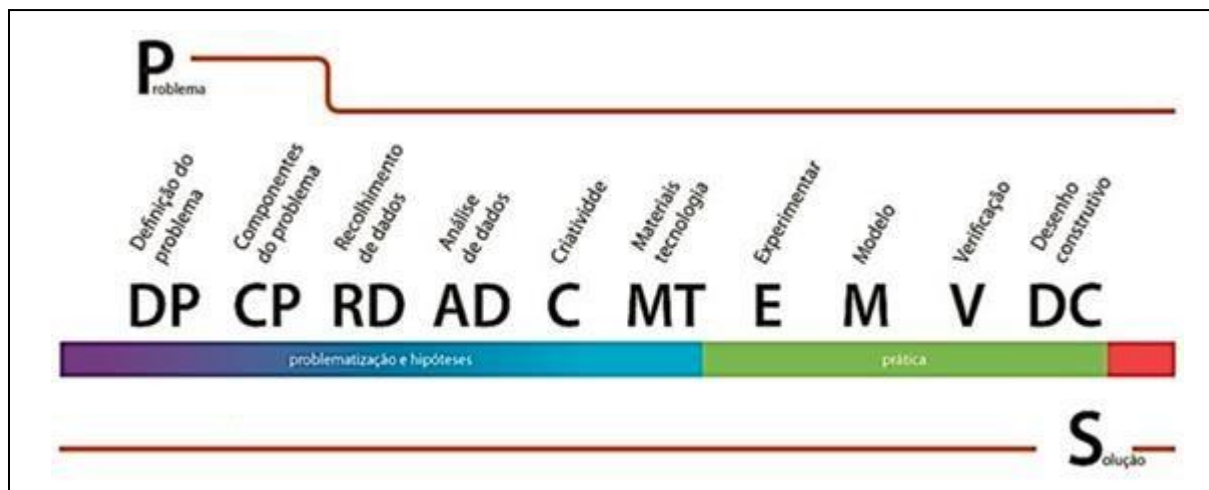 Problema
Definição do
problema
Componentes
do problema
Recolhimento
de dados
Análise
de dados
Criatividde
Materiais
tecnologia
Experimentar
Modelo
Verificação
Desenho
construtivo
DP CP RD AD C MT E M V DC
problematização e hipóteses
prática
Solução